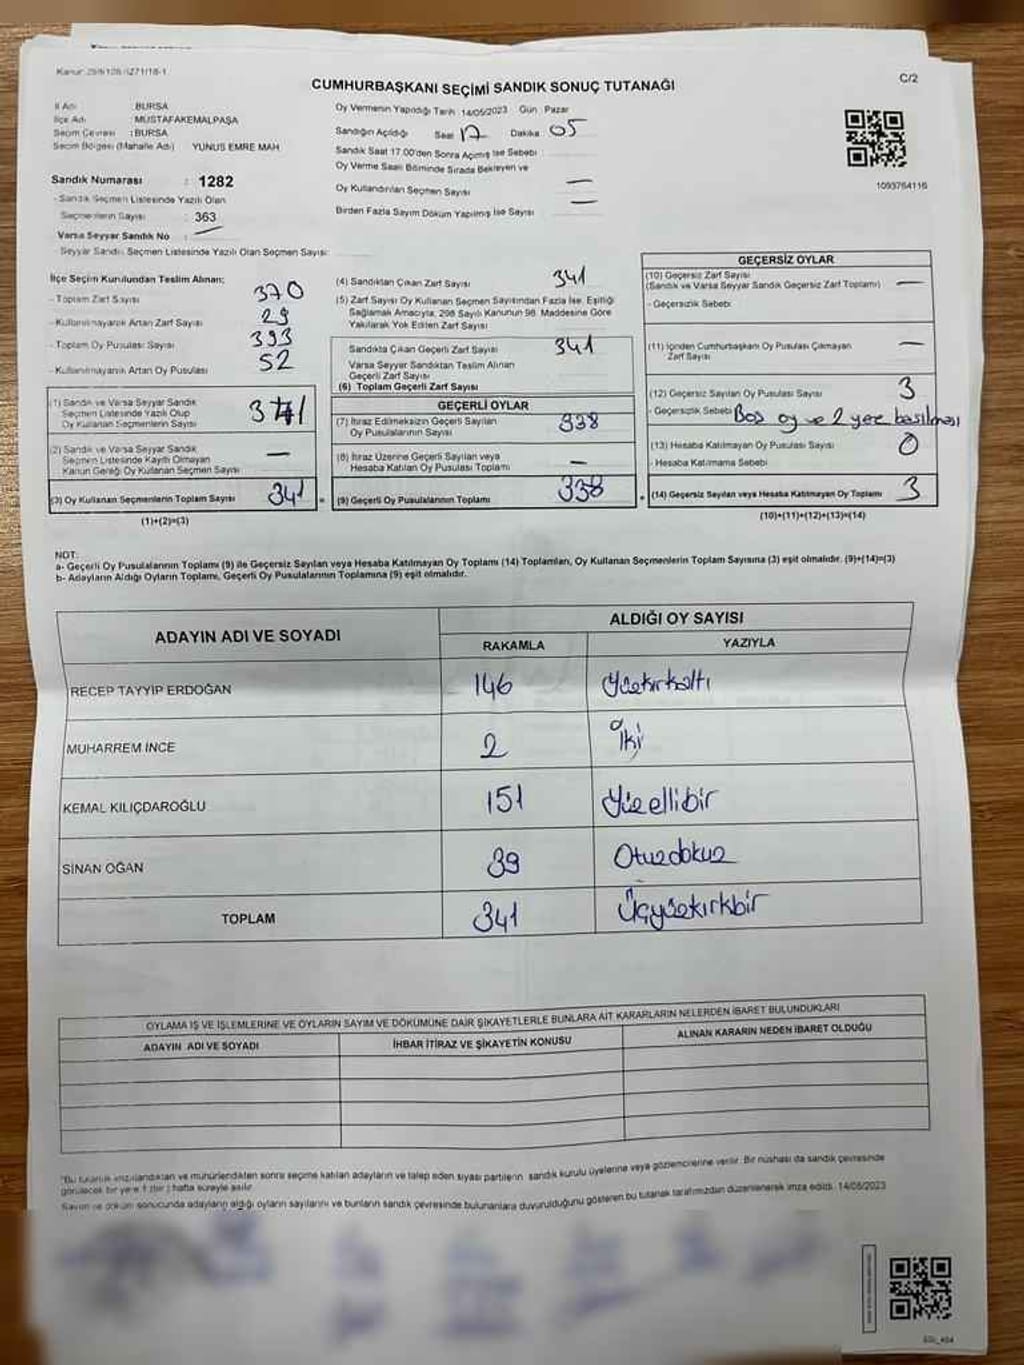 C/2
CUMHURBAŞKANI SEÇİMİ SANDIK SONUÇ TUTANAĞI
İl Adı : BURSA
İlçe Adı : MUSTAFAKEMALPAŞA
Seçim Çevresi : BURSA
Seçim Bölgesi (Mahalle Adı) YUNUS EMRE MAH
Sandık Numarası : 1282
- Sandık Seçmen Listesinde Yazılı Olan
Seçmenlerin Sayısı : 363
Varsa Seyyar Sandık No : —
- Seyyar Sandık Seçmen Listesinde Yazılı Olan Seçmen Sayısı:
Oy Vermenin Yapıldığı Tarih : 14/05/2023 Gün : Pazar
Sandığın Açıldığı Saat 17 Dakika : 05
Sandık Saat 17.00'den Sonra Açılmış İse Sebebi :
Oy Verme Saati Bitiminde Sırada Bekleyen ve
Oy Kullandırılan Seçmen Sayısı —
Birden Fazla Sayım Döküm Yapılmış İse Sayısı —
1093764116
İlçe Seçim Kurulundan Teslim Alınan:
- Toplam Zarf Sayısı 370
- Kullanılmayarak Artan Zarf Sayısı 29
- Toplam Oy Pusulası Sayısı 393
- Kullanılmayarak Artan Oy Pusulası 52
(1) Sandık ve Varsa Seyyar Sandık
Seçmen Listesinde Yazılı Olup
Oy Kullanan Seçmenlerin Sayısı 341
(2) Sandık ve Varsa Seyyar Sandık
Seçmen Listesinde Kayıtlı Olmayan
Kanun Gereği Oy Kullanan Seçmen Sayısı —
(3) Oy Kullanan Seçmenlerin Toplam Sayısı 341 =
(1)+(2)=(3)
(4) Sandıktan Çıkan Zarf Sayısı 341
(5) Zarf Sayısı Oy Kullanan Seçmen Sayısından Fazla İse, Eşitliği
Sağlamak Amacıyla, 298 Sayılı Kanunun 98. Maddesine Göre
Yakılarak Yok Edilen Zarf Sayısı
Sandıkta Çıkan Geçerli Zarf Sayısı 341
Varsa Seyyar Sandıktan Teslim Alınan
Geçerli Zarf Sayısı
(6) Toplam Geçerli Zarf Sayısı
GEÇERLİ OYLAR
(7) İtiraz Edilmeksizin Geçerli Sayılan
Oy Pusulalarının Sayısı 338
(8) İtiraz Üzerine Geçerli Sayılan veya
Hesaba Katılan Oy Pusulası Toplamı —
(9) Geçerli Oy Pusulalarının Toplamı 338 +
GEÇERSİZ OYLAR
(10) Geçersiz Zarf Sayısı
(Sandık ve Varsa Seyyar Sandık Geçersiz Zarf Toplamı) —
- Geçersizlik Sebebi
(11) İçinden Cumhurbaşkanı Oy Pusulası Çıkmayan
Zarf Sayısı —
(12) Geçersiz Sayılan Oy Pusulası Sayısı 3
- Geçersizlik Sebebi Boş oy ve 2 yere basılması
(13) Hesaba Katılmayan Oy Pusulası Sayısı 0
- Hesaba Katılmama Sebebi
(14) Geçersiz Sayılan veya Hesaba Katılmayan Oy Toplamı 3
(10)+(11)+(12)+(13)=(14)
NOT:
a- Geçerli Oy Pusulalarının Toplamı (9) ile Geçersiz Sayılan veya Hesaba Katılmayan Oy Toplamı (14) Toplamları, Oy Kullanan Seçmenlerin Toplam Sayısına (3) eşit olmalıdır. (9)+(14)=(3)
b- Adayların Aldığı Oyların Toplamı, Geçerli Oy Pusulalarının Toplamına (9) eşit olmalıdır.
ADAYIN ADI VE SOYADI ALDIĞI OY SAYISI
RAKAMLA YAZIYLA
RECEP TAYYİP ERDOĞAN 146 Yüzkırkaltı
MUHARREM İNCE 2 İki
KEMAL KILIÇDAROĞLU 151 Yüzellibir
SİNAN OĞAN 39 Otuzdokuz
TOPLAM 341 Üçyüzkırkbir
OYLAMA İŞ VE İŞLEMLERİNE VE OYLARIN SAYIM VE DÖKÜMÜNE DAİR ŞİKAYETLERLE BUNLARA AİT KARARLARIN NELERDEN İBARET BULUNDUKLARI
ADAYIN ADI VE SOYADI İHBAR İTİRAZ VE ŞİKAYETİN KONUSU ALINAN KARARIN NEDEN İBARET OLDUĞU
"Bu tutanak imzalandıktan ve mühürlendikten sonra seçime katılan adayların ve talep eden siyasi partilerin sandık kurulu üyelerine veya gözlemcilerine verilir. Bir nüshası da sandık çevresinde
görülecek bir yere 1 (bir) hafta süreyle asılır.
Sayım ve döküm sonucunda adayların aldığı oyların sayılarını ve bunların sandık çevresinde bulunanlara duyurulduğunu gösteren bu tutanak tarafımızdan düzenlenerek imza edildi. 14/05/2023